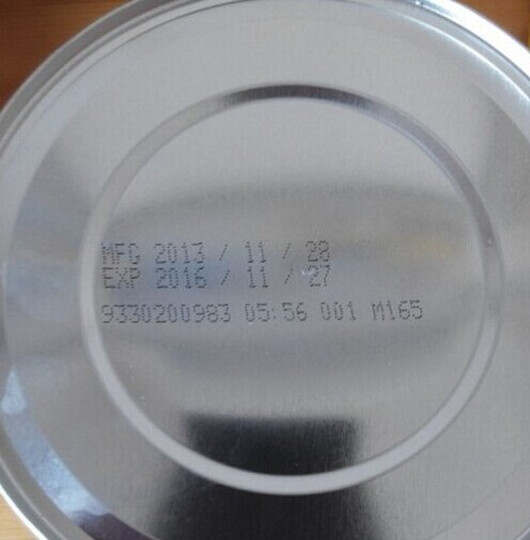 MFG 2013 / 11 / 28
EXP 2016 / 11 / 27
9330200983 05:56 001 M165